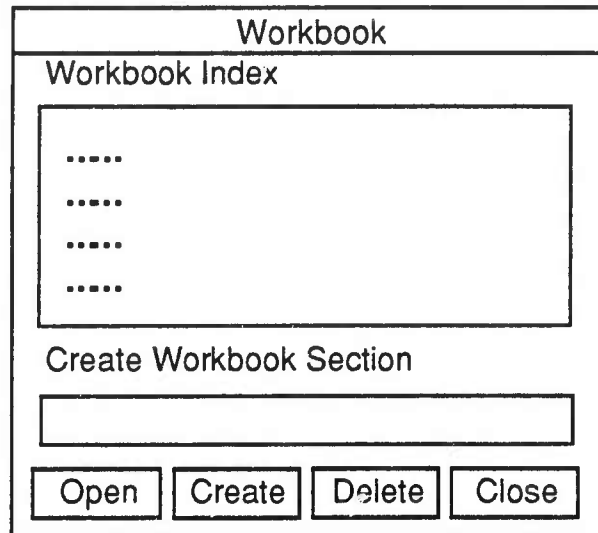 Workbook
Workbook Index
.....
.....
.....
.....
Create Workbook Section
Open Create Delete Close